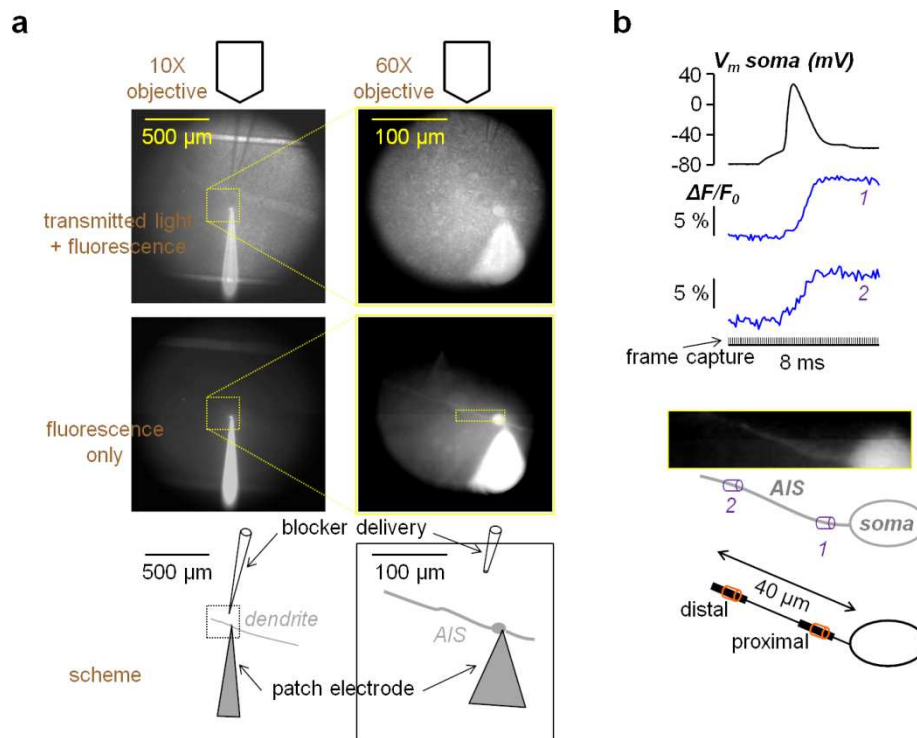 a
10X
objective
60X
objective
500 µm
100 µm
transmitted light
+ fluorescence
fluorescence
only
blocker delivery
500 µm
100 µm
dendrite
AIS
patch electrode
scheme
b
Vm soma (mV)
40
0
-40
-80
ΔF/F0
5 %
1
5 %
2
frame capture
8 ms
AIS
2
soma
1
40 µm
distal
proximal